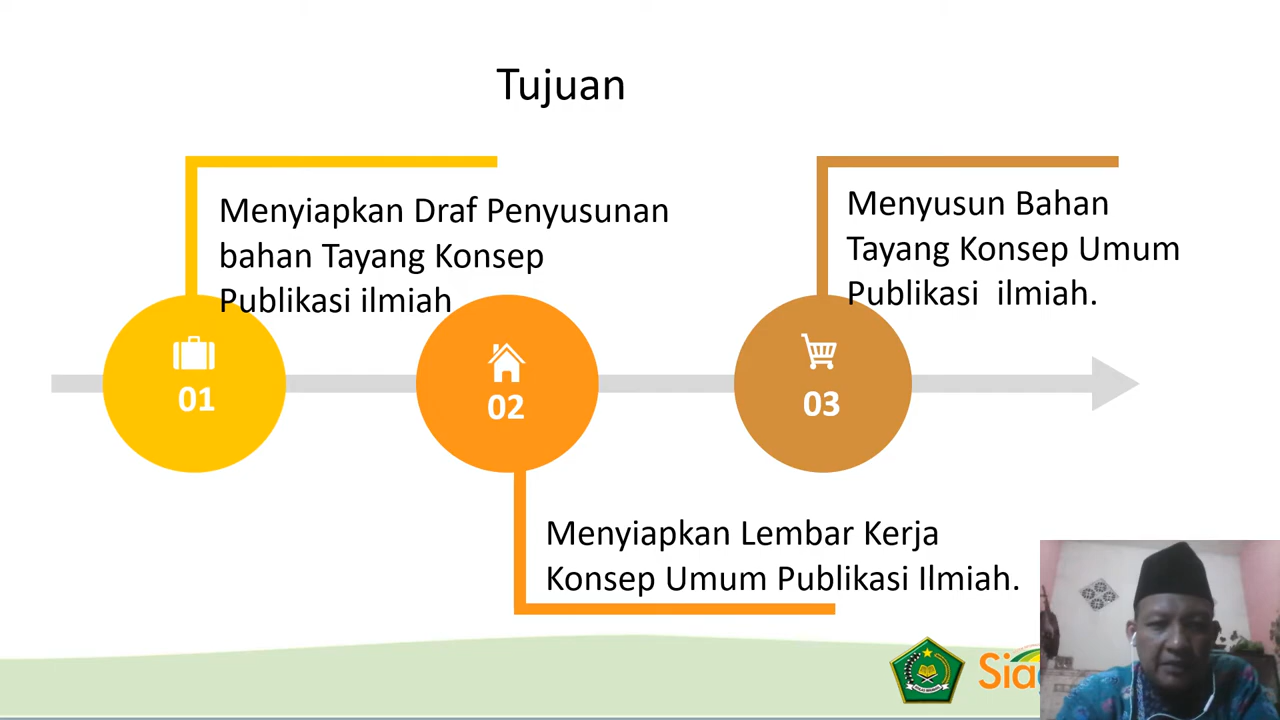 Tujuan
Menyiapkan Draf Penyusunan
bahan Tayang Konsep
Publikasi ilmiah
Menyusun Bahan
Tayang Konsep Umum
Publikasi ilmiah.
01
02
03
Menyiapkan Lembar Kerja
Konsep Umum Publikasi Ilmiah.